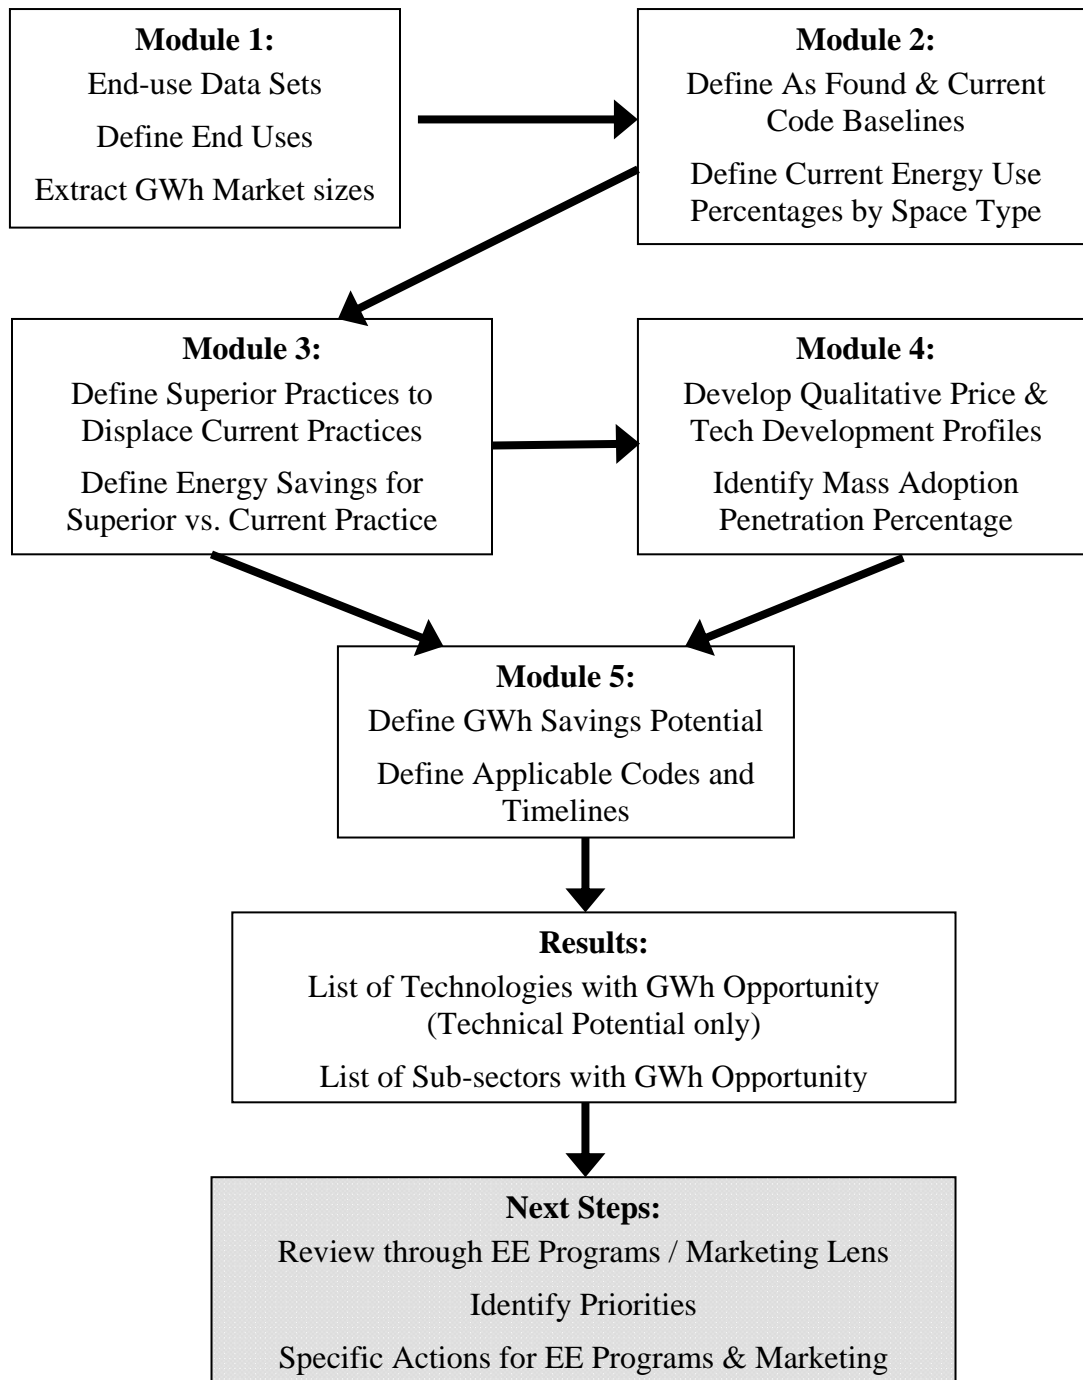 Module 1:
End-use Data Sets
Define End Uses
Extract GWh Market sizes
Module 2:
Define As Found & Current
Code Baselines
Define Current Energy Use
Percentages by Space Type
Module 3:
Define Superior Practices to
Displace Current Practices
Define Energy Savings for
Superior vs. Current Practice
Module 4:
Develop Qualitative Price &
Tech Development Profiles
Identify Mass Adoption
Penetration Percentage
Module 5:
Define GWh Savings Potential
Define Applicable Codes and
Timelines
Results:
List of Technologies with GWh Opportunity
(Technical Potential only)
List of Sub-sectors with GWh Opportunity
Next Steps:
Review through EE Programs / Marketing Lens
Identify Priorities
Specific Actions for EE Programs & Marketing